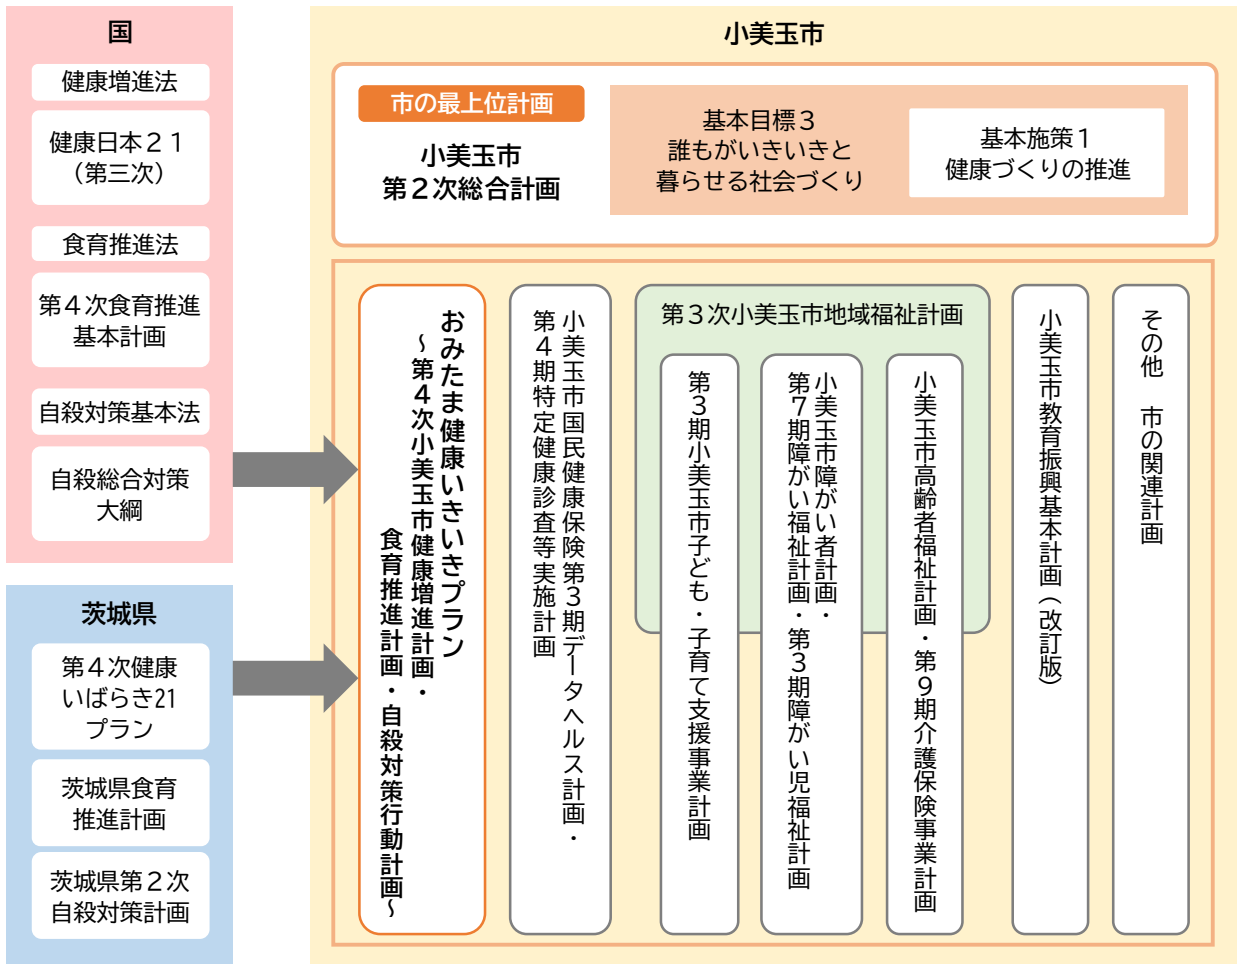 国
健康増進法
健康日本２１
（第三次）
食育推進法
第４次食育推進
基本計画
自殺対策基本法
自殺総合対策
大綱
茨城県
第４次健康
いばらき21
プラン
茨城県食育
推進計画
茨城県第２次
自殺対策計画
小美玉市
市の最上位計画
小美玉市
第２次総合計画
基本目標３
誰もがいきいきと
暮らせる社会づくり
基本施策１
健康づくりの推進
おみたま健康いきいきプラン
～第４次小美玉市健康増進計画・
食育推進計画・自殺対策行動計画～
小美玉市国民健康保険第３期データヘルス計画・
第４期特定健康診査等実施計画
第３次小美玉市地域福祉計画
第３期小美玉市子ども・子育て支援事業計画
小美玉市障がい者計画・
第７期障がい福祉計画・第３期障がい児福祉計画
小美玉市高齢者福祉計画・第９期介護保険事業計画
小美玉市教育振興基本計画（改訂版）
その他　市の関連計画